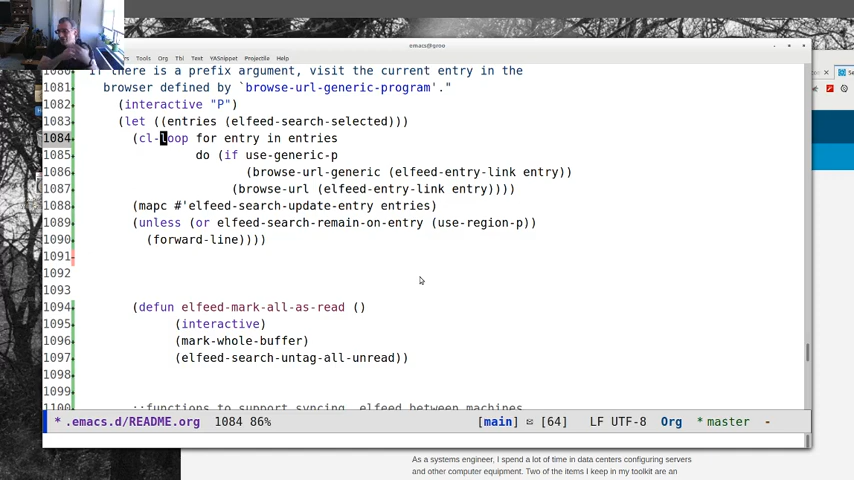 emacs@groo
Tools Org Tbl Text YASnippet Projectile Help
1080 If there is a prefix argument, visit the current entry in the
1081 browser defined by `browse-url-generic-program'."
1082 (interactive "P")
1083 (let ((entries (elfeed-search-selected)))
1084 (cl-loop for entry in entries
1085 do (if use-generic-p
1086 (browse-url-generic (elfeed-entry-link entry))
1087 (browse-url (elfeed-entry-link entry))))
1088 (mapc #'elfeed-search-update-entry entries)
1089 (unless (or elfeed-search-remain-on-entry (use-region-p))
1090 (forward-line))))
1091
1092
1093
1094 (defun elfeed-mark-all-as-read ()
1095 (interactive)
1096 (mark-whole-buffer)
1097 (elfeed-search-untag-all-unread))
1098
1099
1100 ;;functions to support syncing .elfeed between machines
* .emacs.d/README.org 1084 86% [main] ✉ [64] LF UTF-8 Org * master -
As a systems engineer, I spend a lot of time in data centers configuring servers
and other computer equipment. Two of the items I keep in my toolkit are an